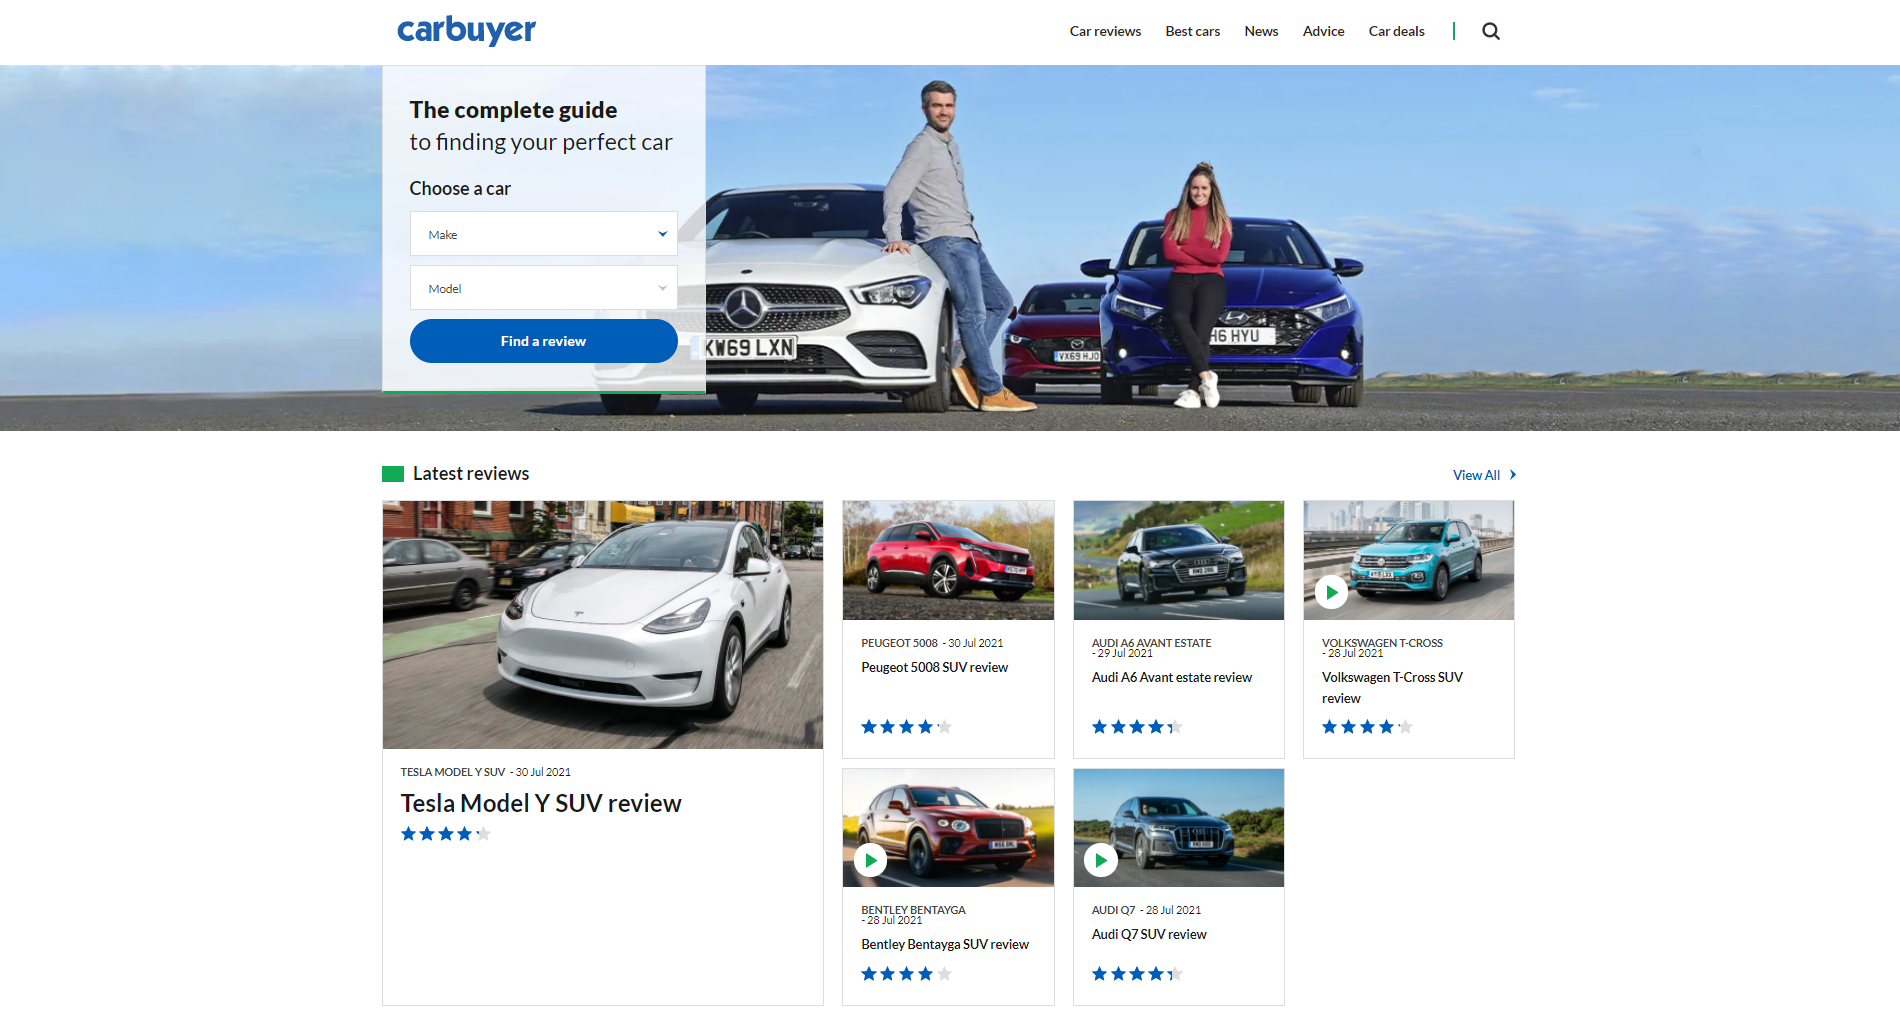 carbuyer
Car reviews
Best cars
News
Advice
Car deals
The complete guide
to finding your perfect car
Choose a car
Make
Model
Find a review
KW69 LXN
VX69 HJD
H6 HYU
Latest reviews
View All
TESLA MODEL Y SUV - 30 Jul 2021
Tesla Model Y SUV review
PEUGEOT 5008 - 30 Jul 2021
Peugeot 5008 SUV review
AUDI A6 AVANT ESTATE
- 29 Jul 2021
Audi A6 Avant estate review
VOLKSWAGEN T-CROSS
- 28 Jul 2021
Volkswagen T-Cross SUV
review
BENTLEY BENTAYGA
- 28 Jul 2021
Bentley Bentayga SUV review
AUDI Q7 - 28 Jul 2021
Audi Q7 SUV review